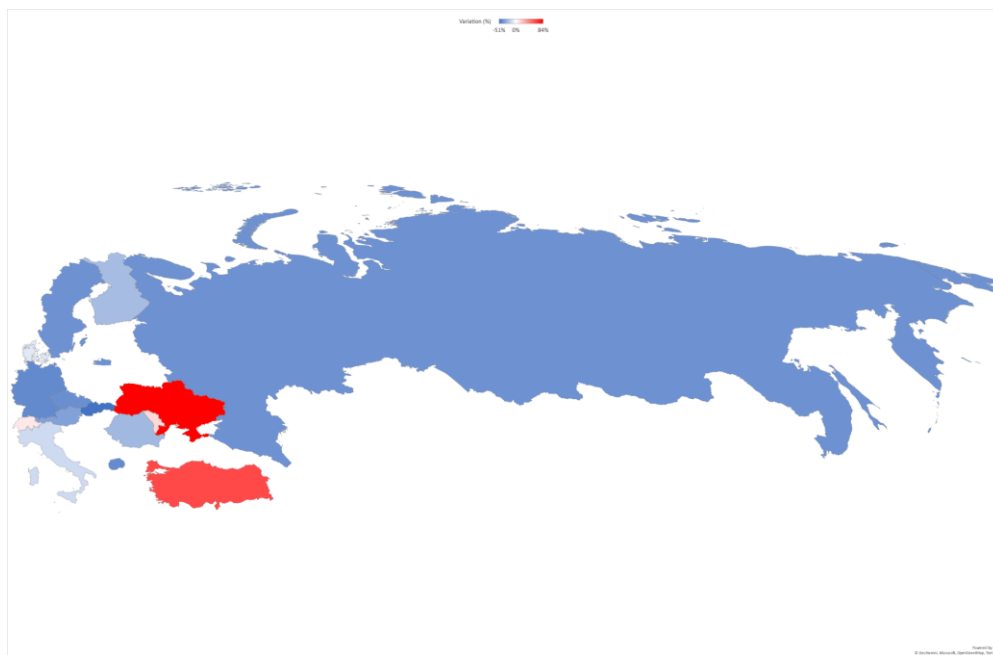 Variation (%)
-51% 0% 84%
Powered by
© GeoNames, Microsoft, OpenStreetMap, TomTom